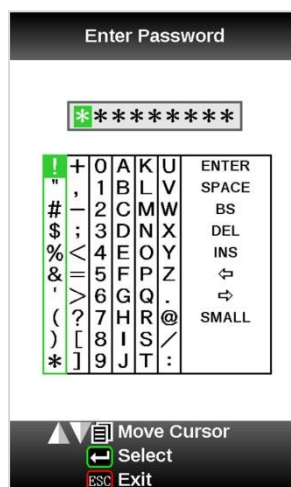 Enter Password
*********
! + 0 A K U ENTER
" , 1 B L V SPACE
# - 2 C M W BS
$ ; 3 D N X DEL
% < 4 E O Y INS
& = 5 F P Z ⇦
' > 6 G Q . ⇨
( ? 7 H R @ SMALL
) [ 8 I S /
* ] 9 J T :
Move Cursor
Select
ESC Exit